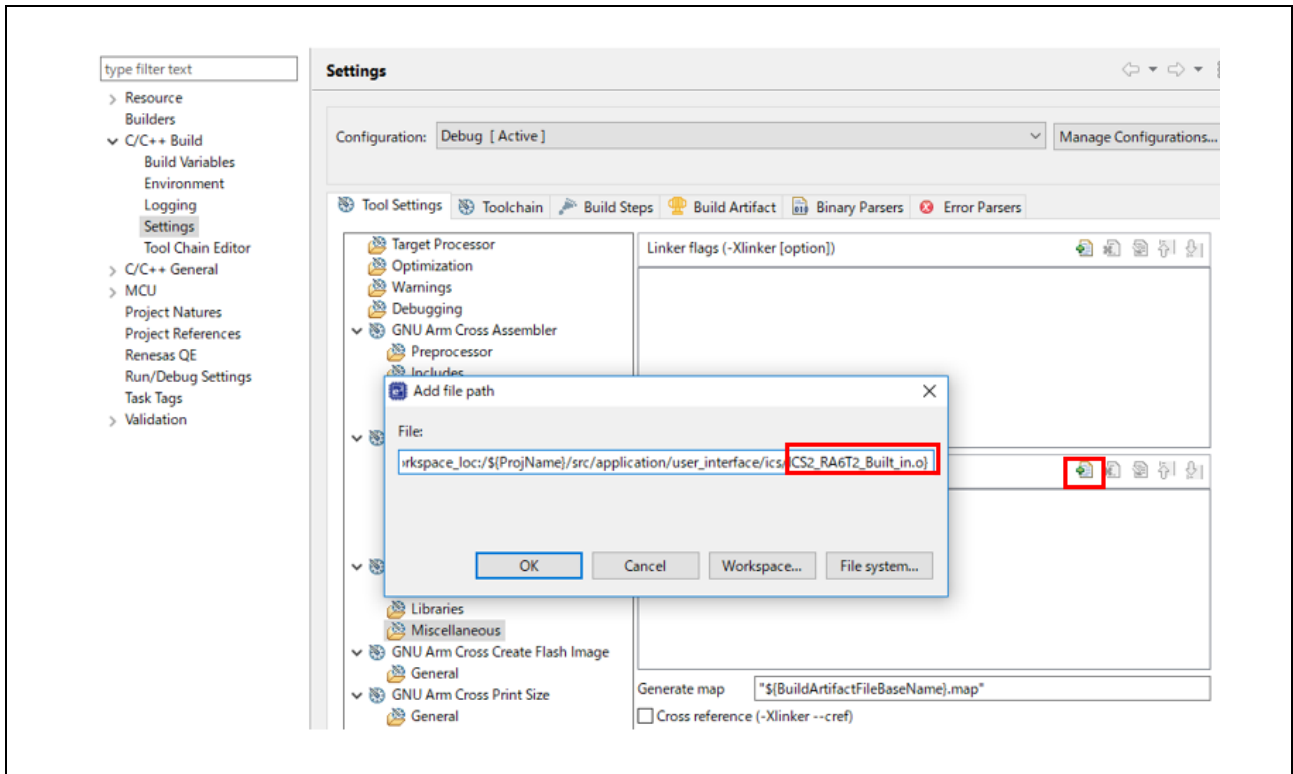 type filter text
Resource
Builders
C/C++ Build
Build Variables
Environment
Logging
Settings
Tool Chain Editor
C/C++ General
MCU
Project Natures
Project References
Renesas QE
Run/Debug Settings
Task Tags
Validation
Settings
Configuration: Debug [ Active ] Manage Configurations...
Tool Settings Toolchain Build Steps Build Artifact Binary Parsers Error Parsers
Target Processor
Optimization
Warnings
Debugging
GNU Arm Cross Assembler
Preprocessor
Includes
Linker flags (-Xlinker [option])
Add file path
File:
rkspace_loc:/${ProjName}/src/application/user_interface/ics/ICS2_RA6T2_Built_in.o}
OK Cancel Workspace... File system...
Libraries
Miscellaneous
GNU Arm Cross Create Flash Image
General
GNU Arm Cross Print Size
General
Generate map "${BuildArtifactFileBaseName}.map"
Cross reference (-Xlinker --cref)